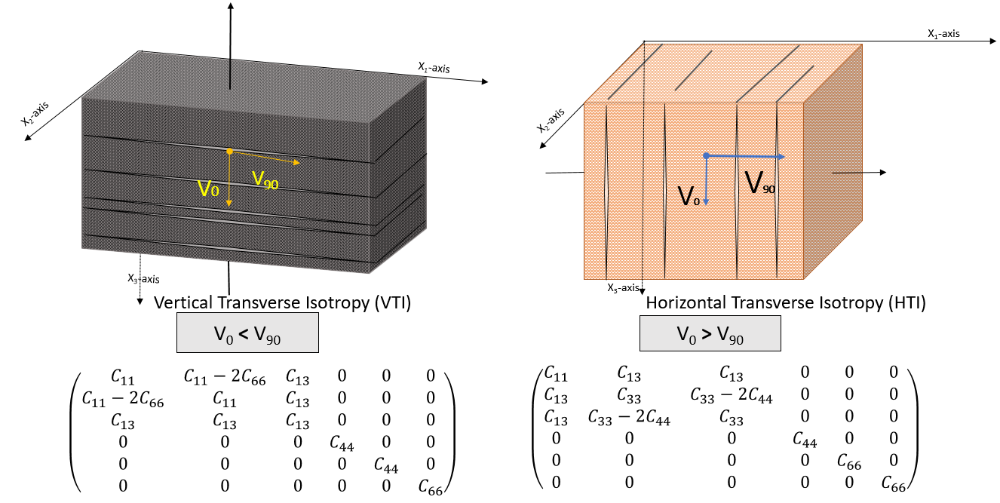 X₁-axis
X₂-axis
V₀
V₉₀
X₃-axis
Vertical Transverse Isotropy (VTI)
V₀ < V₉₀
C₁₁ C₁₁ − 2C₆₆ C₁₃ 0 0 0
C₁₁ − 2C₆₆ C₁₁ C₁₃ 0 0 0
C₁₃ C₁₃ C₁₃ 0 0 0
0 0 0 C₄₄ 0 0
0 0 0 0 C₄₄ 0
0 0 0 0 0 C₆₆
X₁-axis
X₂-axis
V₀
V₉₀
X₃-axis
Horizontal Transverse Isotropy (HTI)
V₀ > V₉₀
C₁₁ C₁₃ C₁₃ 0 0 0
C₁₃ C₃₃ C₃₃ − 2C₄₄ 0 0 0
C₁₃ C₃₃ − 2C₄₄ C₃₃ 0 0 0
0 0 0 C₄₄ 0 0
0 0 0 0 C₆₆ 0
0 0 0 0 0 C₆₆